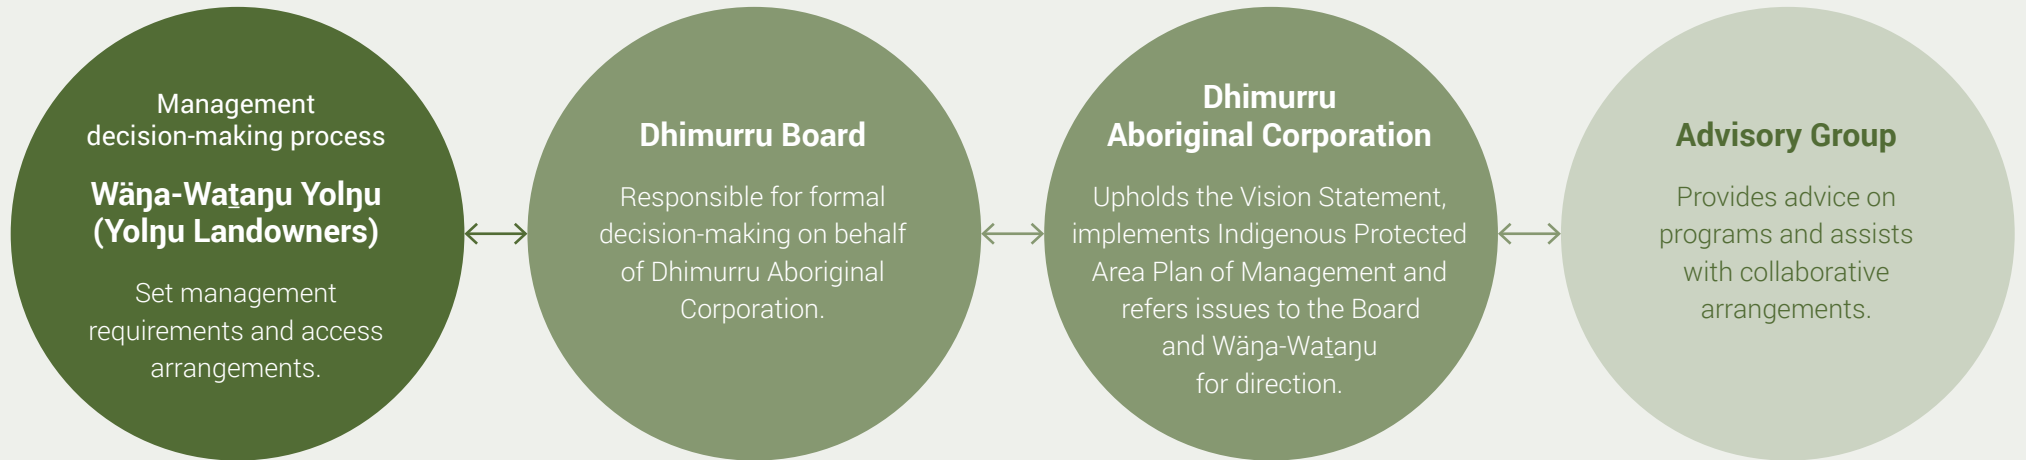 Management
decision-making process
Wäŋa-Waṯaŋu Yolŋu
(Yolŋu Landowners)
Set management
requirements and access
arrangements.
Dhimurru Board
Responsible for formal
decision-making on behalf
of Dhimurru Aboriginal
Corporation.
Dhimurru
Aboriginal Corporation
Upholds the Vision Statement,
implements Indigenous Protected
Area Plan of Management and
refers issues to the Board
and Wäŋa-Waṯaŋu
for direction.
Advisory Group
Provides advice on
programs and assists
with collaborative
arrangements.